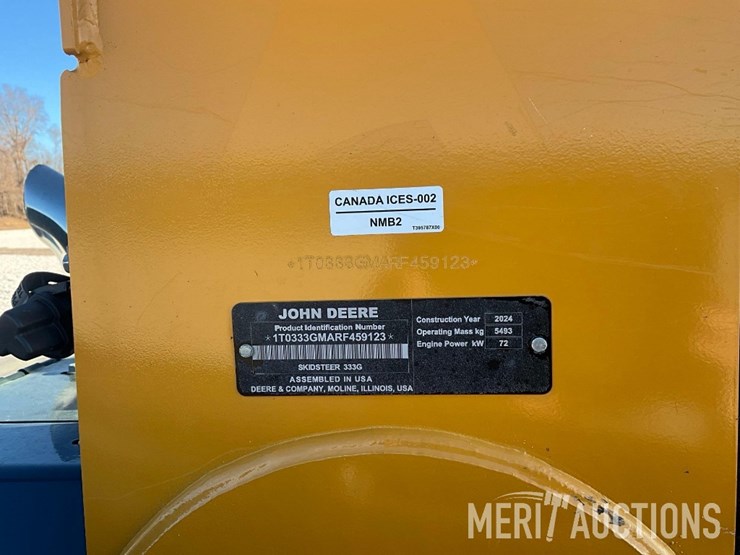 CANADA ICES-002
NMB2
T395787X00
*1T0333GMARF459123*
JOHN DEERE
Product Identification Number
*1T0333GMARF459123*
SKIDSTEER 333G
ASSEMBLED IN USA
DEERE & COMPANY, MOLINE, ILLINOIS, USA
Construction Year 2024
Operating Mass kg 5493
Engine Power kW 72
MERIT AUCTIONS